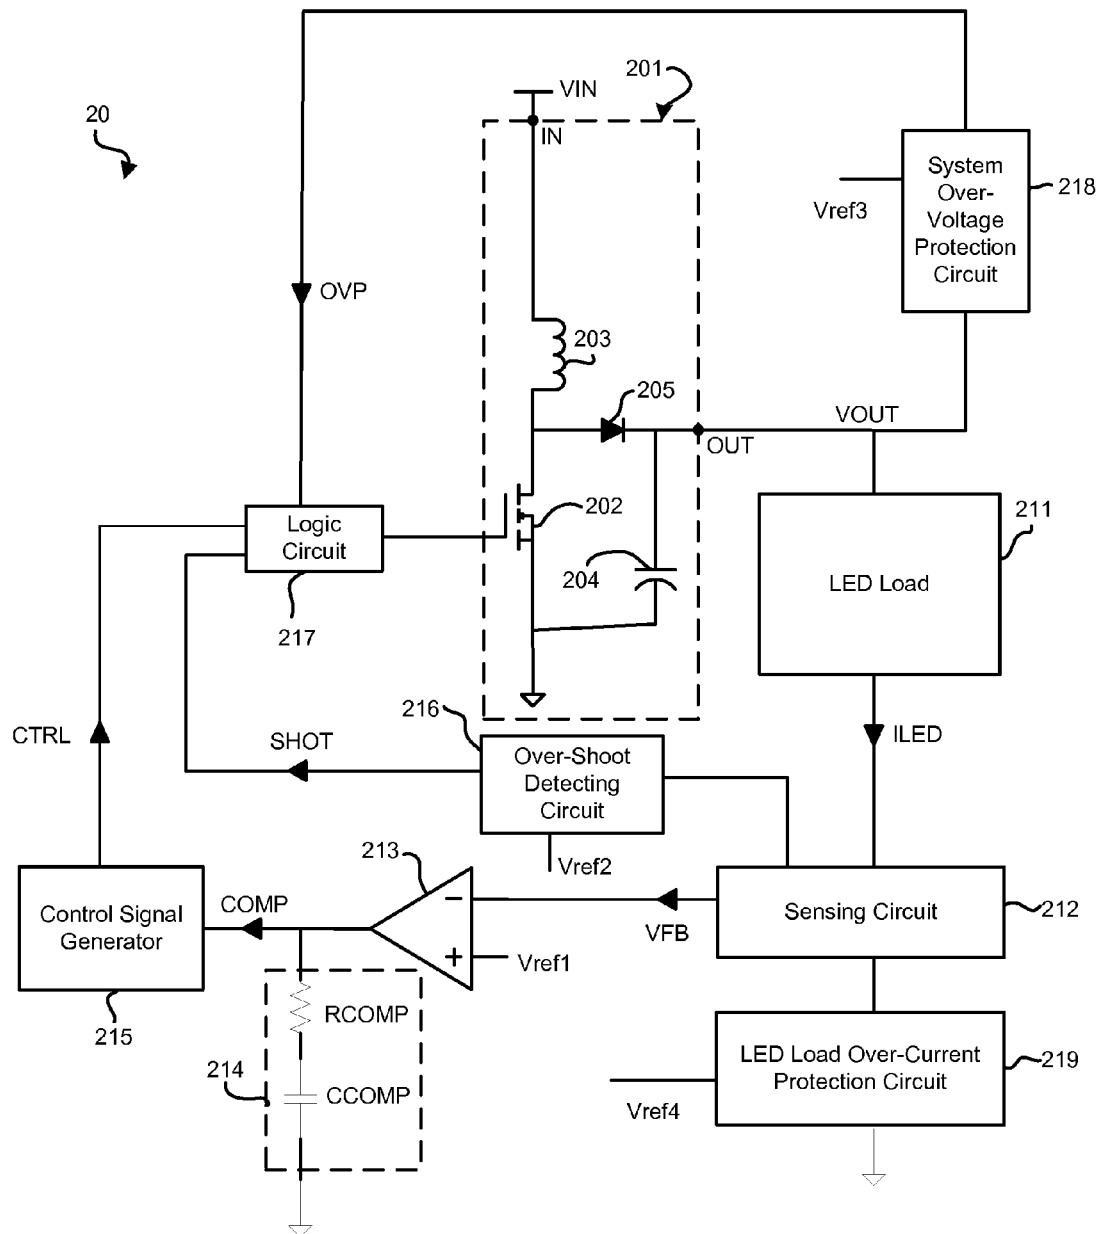 201
VIN
20
IN
System
Over-
Voltage
Protection
Circuit
218
Vref3
OVP
203
205
VOUT
OUT
Logic
Circuit
202
211
204
LED Load
217
216
CTRL
SHOT
ILED
Over-Shoot
Detecting
Circuit
213
Vref2
Control Signal
Generator
COMP
VFB
Sensing Circuit
212
Vref1
RCOMP
215
214
CCOMP
LED Load Over-Current
Protection Circuit
219
Vref4